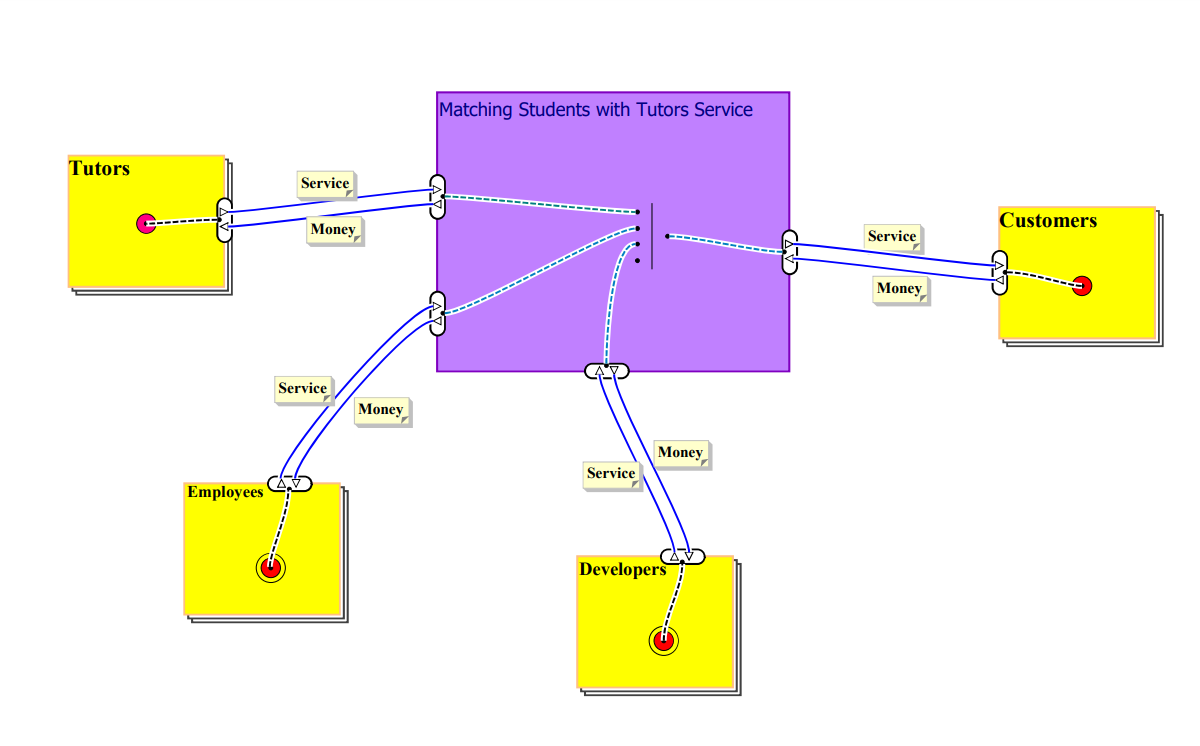 Matching Students with Tutors Service
Tutors
Service
Money
Customers
Service
Money
Service
Money
Employees
Money
Service
Developers